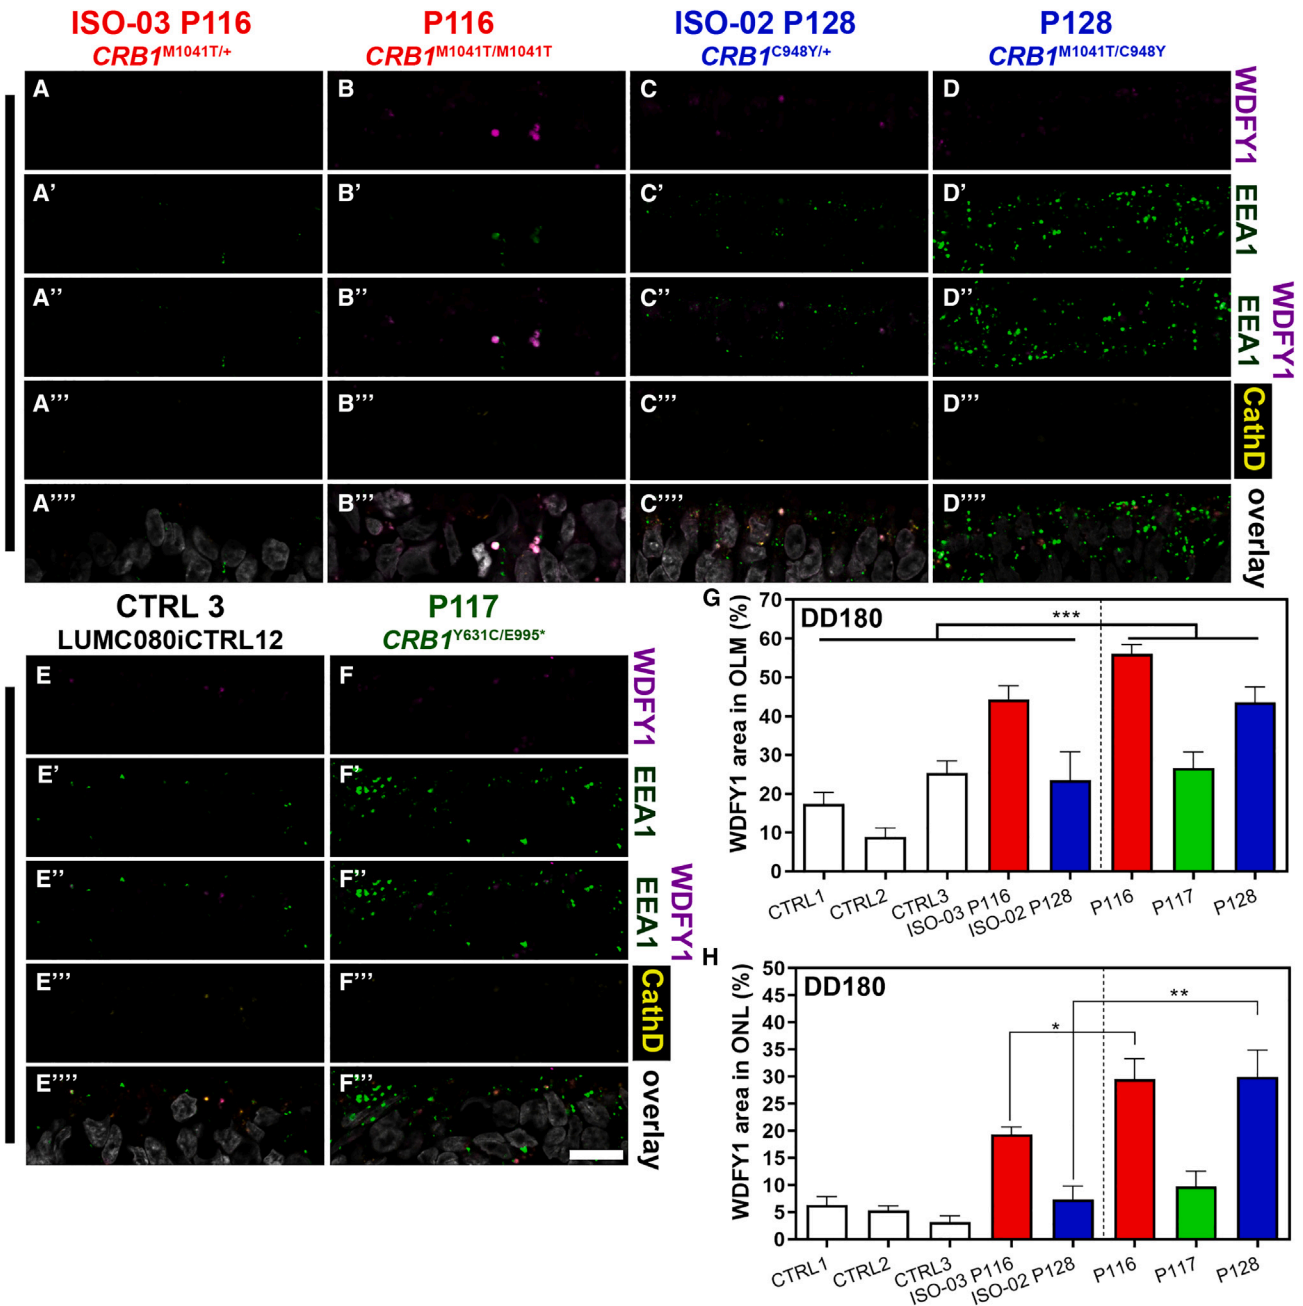 ISO-03 P116
CRB1M1041T/+
P116
CRB1M1041T/M1041T
ISO-02 P128
CRB1C948Y/+
P128
CRB1M1041T/C948Y
A
B
C
D
WDFY1
A’
B’
C’
D’
EEA1
A’’
B’’
C’’
D’’
EEA1
WDFY1
A’’’
B’’’
C’’’
D’’’
CathD
A’’’’
B’’’’
C’’’’
D’’’’
overlay
CTRL 3
LUMC080iCTRL12
P117
CRB1Y631C/E995*
E
F
WDFY1
E’
F’
EEA1
E’’
F’’
EEA1
WDFY1
E’’’
F’’’
CathD
E’’’’
F’’’’
overlay
G
DD180
***
WDFY1 area in OLM (%)
70
60
50
40
30
20
10
0
CTRL1
CTRL2
CTRL3
ISO-03 P116
ISO-02 P128
P116
P117
P128
H
DD180
*
**
WDFY1 area in ONL (%)
50
45
40
35
30
25
20
15
10
5
0
CTRL1
CTRL2
CTRL3
ISO-03 P116
ISO-02 P128
P116
P117
P128